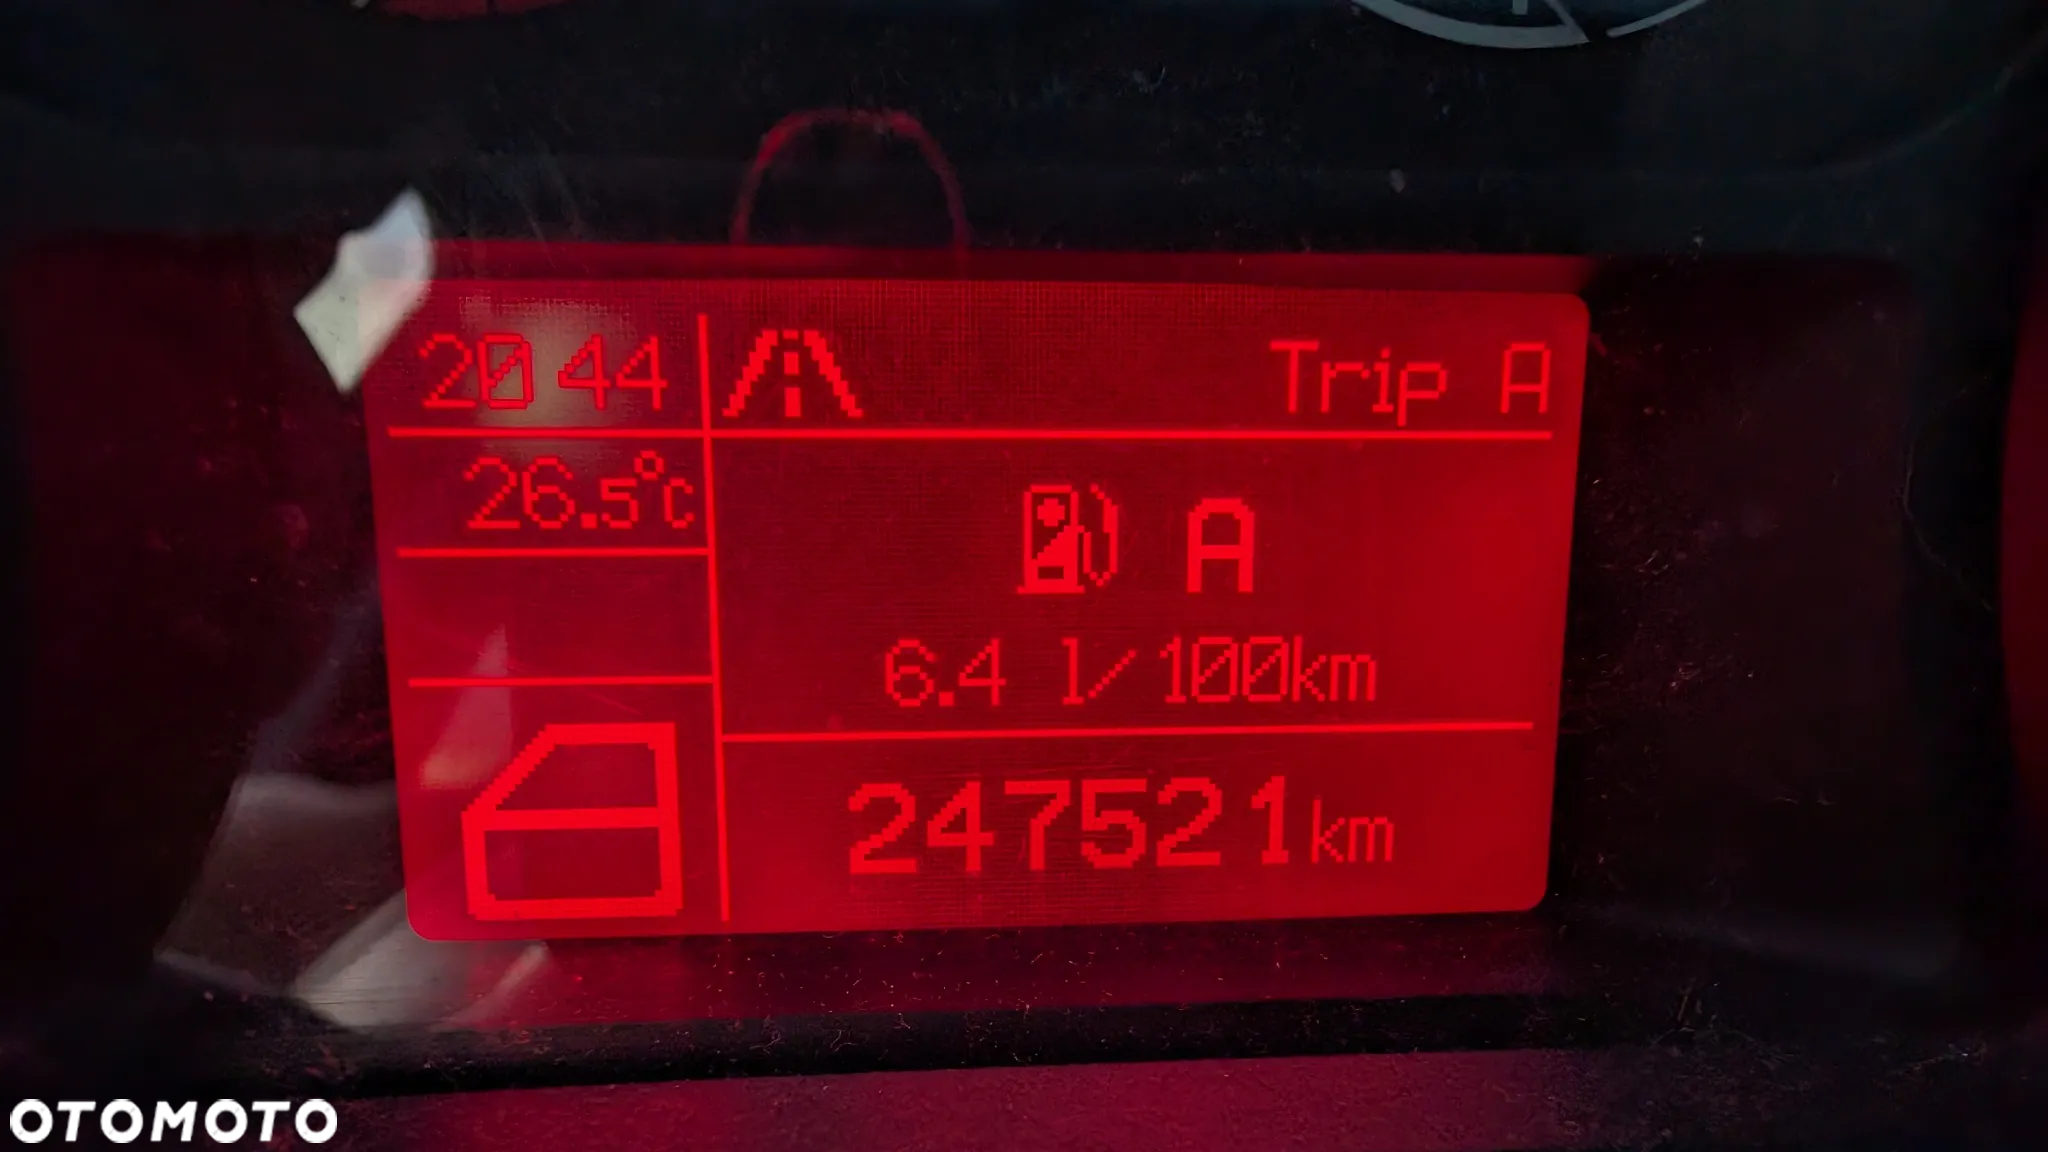 20 44
Trip A
26.5°C
A
6.4 l/100km
247521km
OTOMOTO